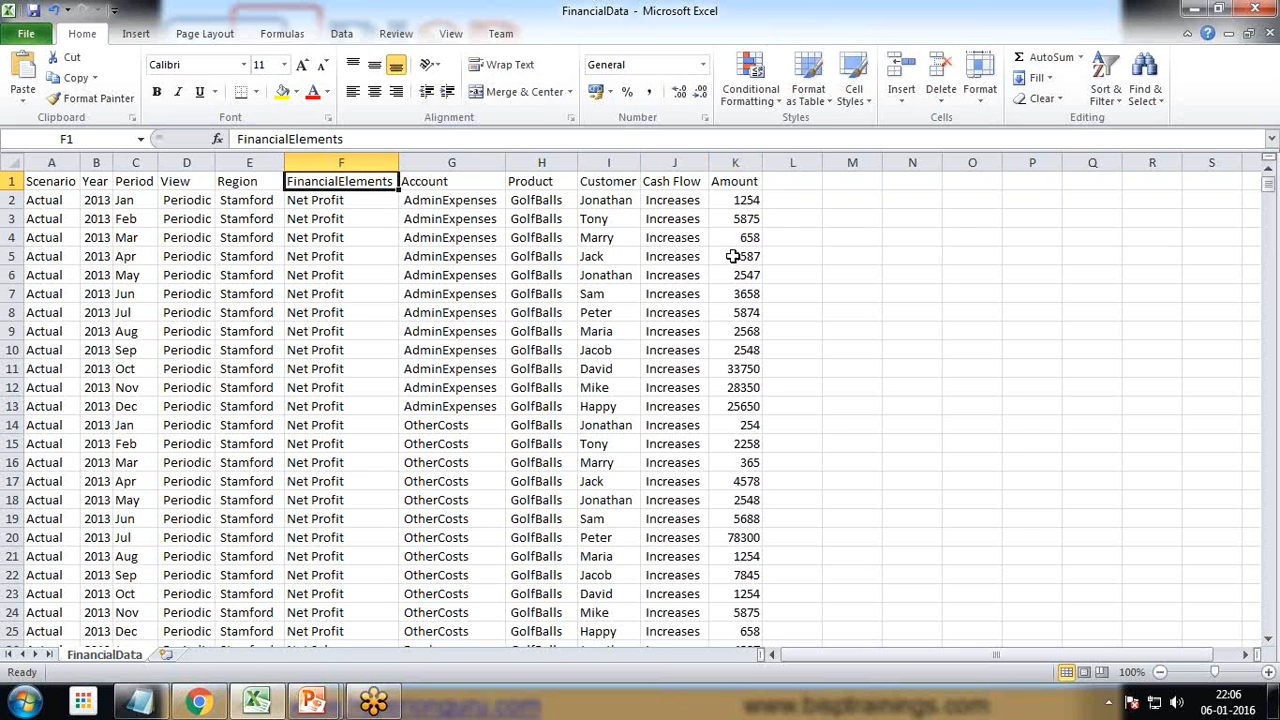 FinancialData - Microsoft Excel
File Home Insert Page Layout Formulas Data Review View Team
Cut Calibri 11 Wrap Text General AutoSum
Copy Fill
Paste Format Painter Merge & Center Conditional Formatting Format as Table Cell Styles Insert Delete Format Clear Sort & Filter Find & Select
Clipboard Font Alignment Number Styles Cells Editing
F1 fx FinancialElements
A B C D E F G H I J K L M N O P Q R S
1 Scenario Year Period View Region FinancialElements Account Product Customer Cash Flow Amount
2 Actual 2013 Jan Periodic Stamford Net Profit AdminExpenses GolfBalls Jonathan Increases 1254
3 Actual 2013 Feb Periodic Stamford Net Profit AdminExpenses GolfBalls Tony Increases 5875
4 Actual 2013 Mar Periodic Stamford Net Profit AdminExpenses GolfBalls Marry Increases 658
5 Actual 2013 Apr Periodic Stamford Net Profit AdminExpenses GolfBalls Jack Increases
6 Actual 2013 May Periodic Stamford Net Profit AdminExpenses GolfBalls Jonathan Increases 2547
7 Actual 2013 Jun Periodic Stamford Net Profit AdminExpenses GolfBalls Sam Increases 3658
8 Actual 2013 Jul Periodic Stamford Net Profit AdminExpenses GolfBalls Peter Increases 5874
9 Actual 2013 Aug Periodic Stamford Net Profit AdminExpenses GolfBalls Maria Increases 2568
10 Actual 2013 Sep Periodic Stamford Net Profit AdminExpenses GolfBalls Jacob Increases 2548
11 Actual 2013 Oct Periodic Stamford Net Profit AdminExpenses GolfBalls David Increases 33750
12 Actual 2013 Nov Periodic Stamford Net Profit AdminExpenses GolfBalls Mike Increases 28350
13 Actual 2013 Dec Periodic Stamford Net Profit AdminExpenses GolfBalls Happy Increases 25650
14 Actual 2013 Jan Periodic Stamford Net Profit OtherCosts GolfBalls Jonathan Increases 254
15 Actual 2013 Feb Periodic Stamford Net Profit OtherCosts GolfBalls Tony Increases 2258
16 Actual 2013 Mar Periodic Stamford Net Profit OtherCosts GolfBalls Marry Increases 365
17 Actual 2013 Apr Periodic Stamford Net Profit OtherCosts GolfBalls Jack Increases 4578
18 Actual 2013 May Periodic Stamford Net Profit OtherCosts GolfBalls Jonathan Increases 2548
19 Actual 2013 Jun Periodic Stamford Net Profit OtherCosts GolfBalls Sam Increases 5688
20 Actual 2013 Jul Periodic Stamford Net Profit OtherCosts GolfBalls Peter Increases 78300
21 Actual 2013 Aug Periodic Stamford Net Profit OtherCosts GolfBalls Maria Increases 1254
22 Actual 2013 Sep Periodic Stamford Net Profit OtherCosts GolfBalls Jacob Increases 7845
23 Actual 2013 Oct Periodic Stamford Net Profit OtherCosts GolfBalls David Increases 1254
24 Actual 2013 Nov Periodic Stamford Net Profit OtherCosts GolfBalls Mike Increases 5875
25 Actual 2013 Dec Periodic Stamford Net Profit OtherCosts GolfBalls Happy Increases 658
FinancialData
Ready 100%
22:06
06-01-2016